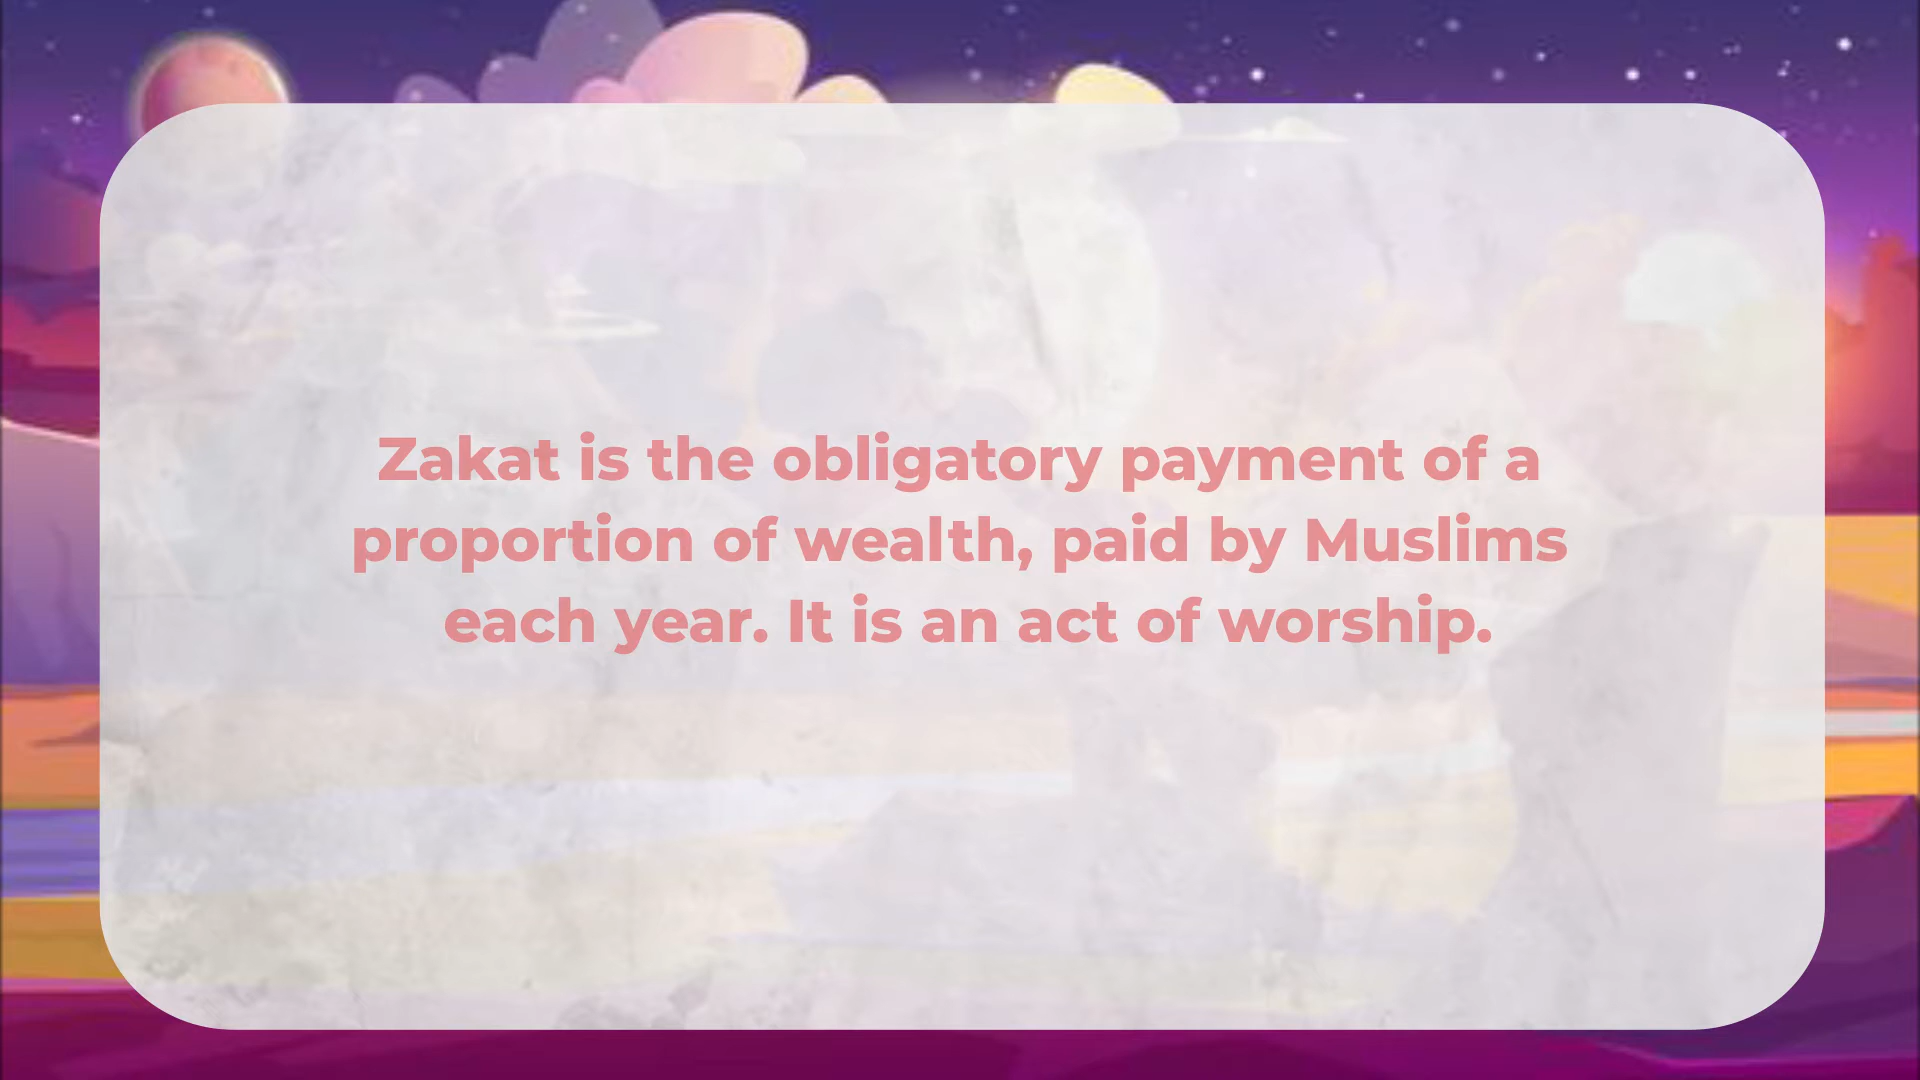 Zakat is the obligatory payment of a
proportion of wealth, paid by Muslims
each year. It is an act of worship.